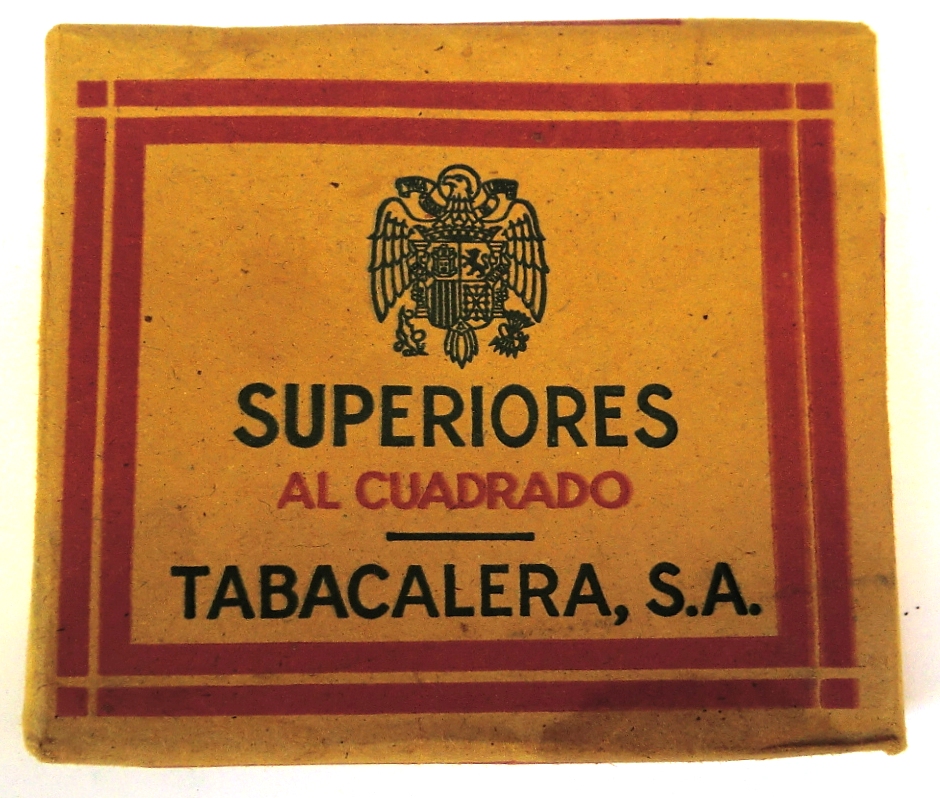 SUPERIORES
AL CUADRADO
TABACALERA, S.A.